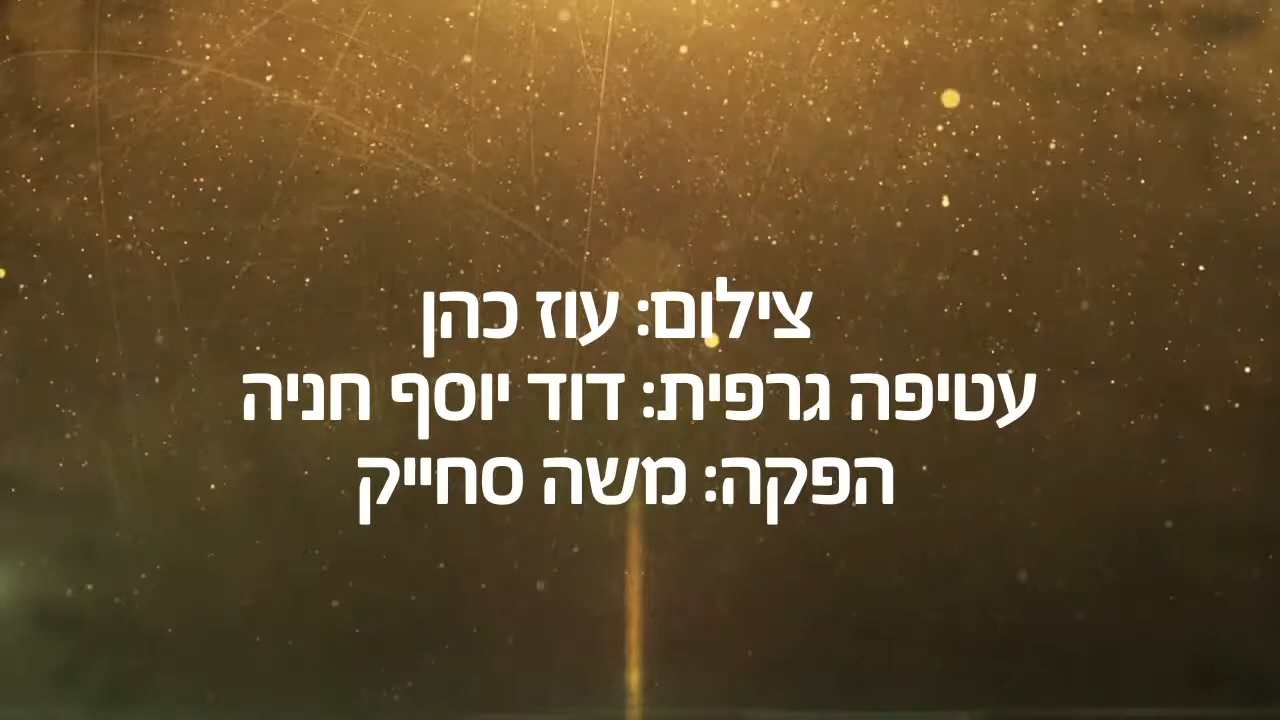 צילום: עוז כהן
עטיפה גרפית: דוד יוסף חניה
הפקה: משה סחייק